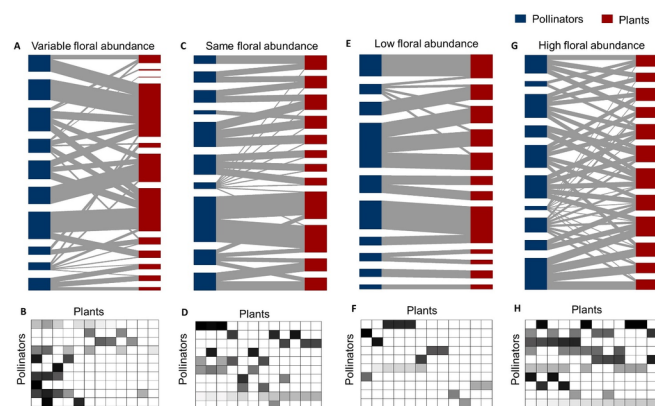 Pollinators Plants
A Variable floral abundance
C Same floral abundance
E Low floral abundance
G High floral abundance
B Plants
Pollinators
D Plants
Pollinators
F Plants
Pollinators
H Plants
Pollinators